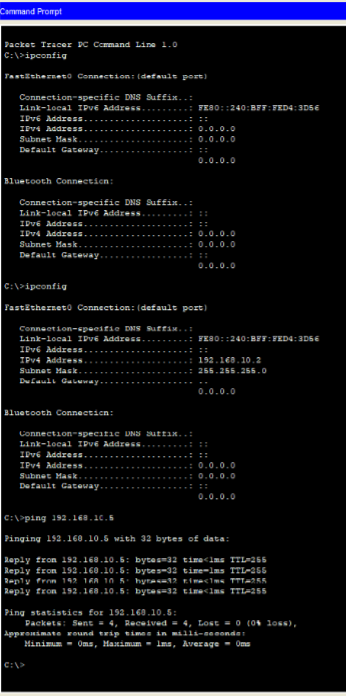 Command Prompt
Packet Tracer PC Command Line 1.0
C:\>ipconfig
FastEthernet0 Connection:(default port)
Connection-specific DNS Suffix..:
Link-local IPv6 Address.........: FE80::240:BFF:FED4:3D56
IPv6 Address....................: ::
IPv4 Address....................: 0.0.0.0
Subnet Mask.....................: 0.0.0.0
Default Gateway.................: ::
0.0.0.0
Bluetooth Connection:
Connection-specific DNS Suffix..:
Link-local IPv6 Address.........: ::
IPv6 Address....................: ::
IPv4 Address....................: 0.0.0.0
Subnet Mask.....................: 0.0.0.0
Default Gateway.................: ::
0.0.0.0
C:\>ipconfig
FastEthernet0 Connection:(default port)
Connection-specific DNS Suffix..:
Link-local IPv6 Address.........: FE80::240:BFF:FED4:3D56
IPv6 Address....................: ::
IPv4 Address....................: 192.168.10.2
Subnet Mask.....................: 255.255.255.0
Default Gateway.................: ::
0.0.0.0
Bluetooth Connection:
Connection-specific DNS Suffix..:
Link-local IPv6 Address.........: ::
IPv6 Address....................: ::
IPv4 Address....................: 0.0.0.0
Subnet Mask.....................: 0.0.0.0
Default Gateway.................: ::
0.0.0.0
C:\>ping 192.168.10.5
Pinging 192.168.10.5 with 32 bytes of data:
Reply from 192.168.10.5: bytes=32 time<1ms TTL=255
Reply from 192.168.10.5: bytes=32 time=1ms TTL=255
Reply from 192.168.10.5: bytes=32 time<1ms TTL=255
Reply from 192.168.10.5: bytes=32 time<1ms TTL=255
Ping statistics for 192.168.10.5:
Packets: Sent = 4, Received = 4, Lost = 0 (0% loss),
Approximate round trip times in milli-seconds:
Minimum = 0ms, Maximum = 1ms, Average = 0ms
C:\>